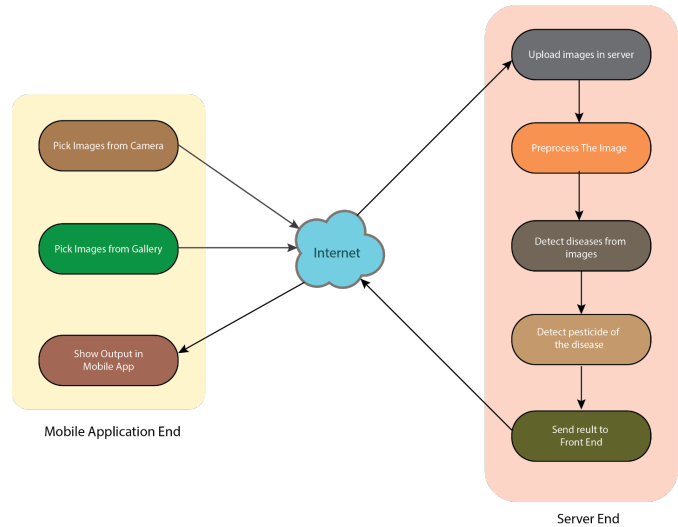 Pick Images from Camera
Pick Images from Gallery
Show Output in
Mobile App
Mobile Application End
Internet
Upload images in server
Preprocess The Image
Detect diseases from
images
Detect pesticide of
the disease
Send reult to
Front End
Server End